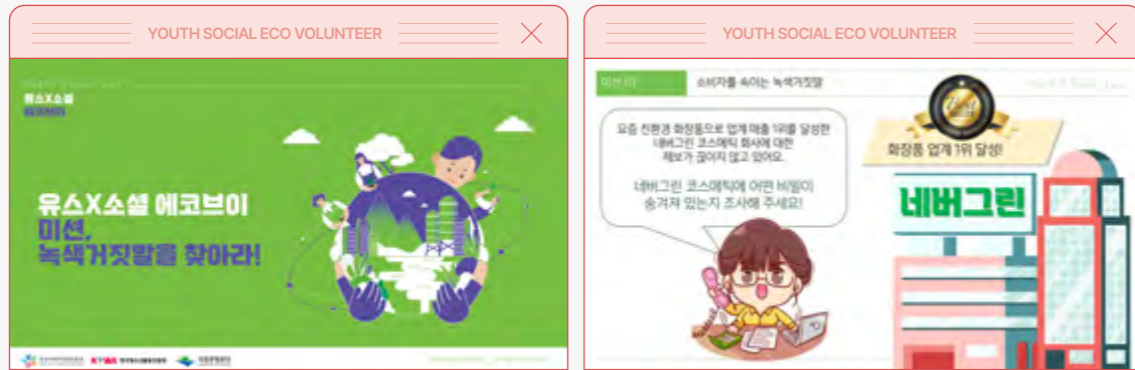 YOUTH SOCIAL ECO VOLUNTEER
유스X소셜
에코브이
유스X소셜 에코브이
미션,
녹색거짓말을 찾아라!
YOUTH SOCIAL ECO VOLUNTEER
소비자를 속이는 녹색거짓말
요즘 친환경 화장품으로 업계 매출 1위를 달성한
네버그린 코스메틱 회사에 대한
제보가 끊이지 않고 있어요.
네버그린 코스메틱에 어떤 비밀이
숨겨져 있는지 조사해 주세요!
Best
화장품 업계 1위 달성!
네버그린